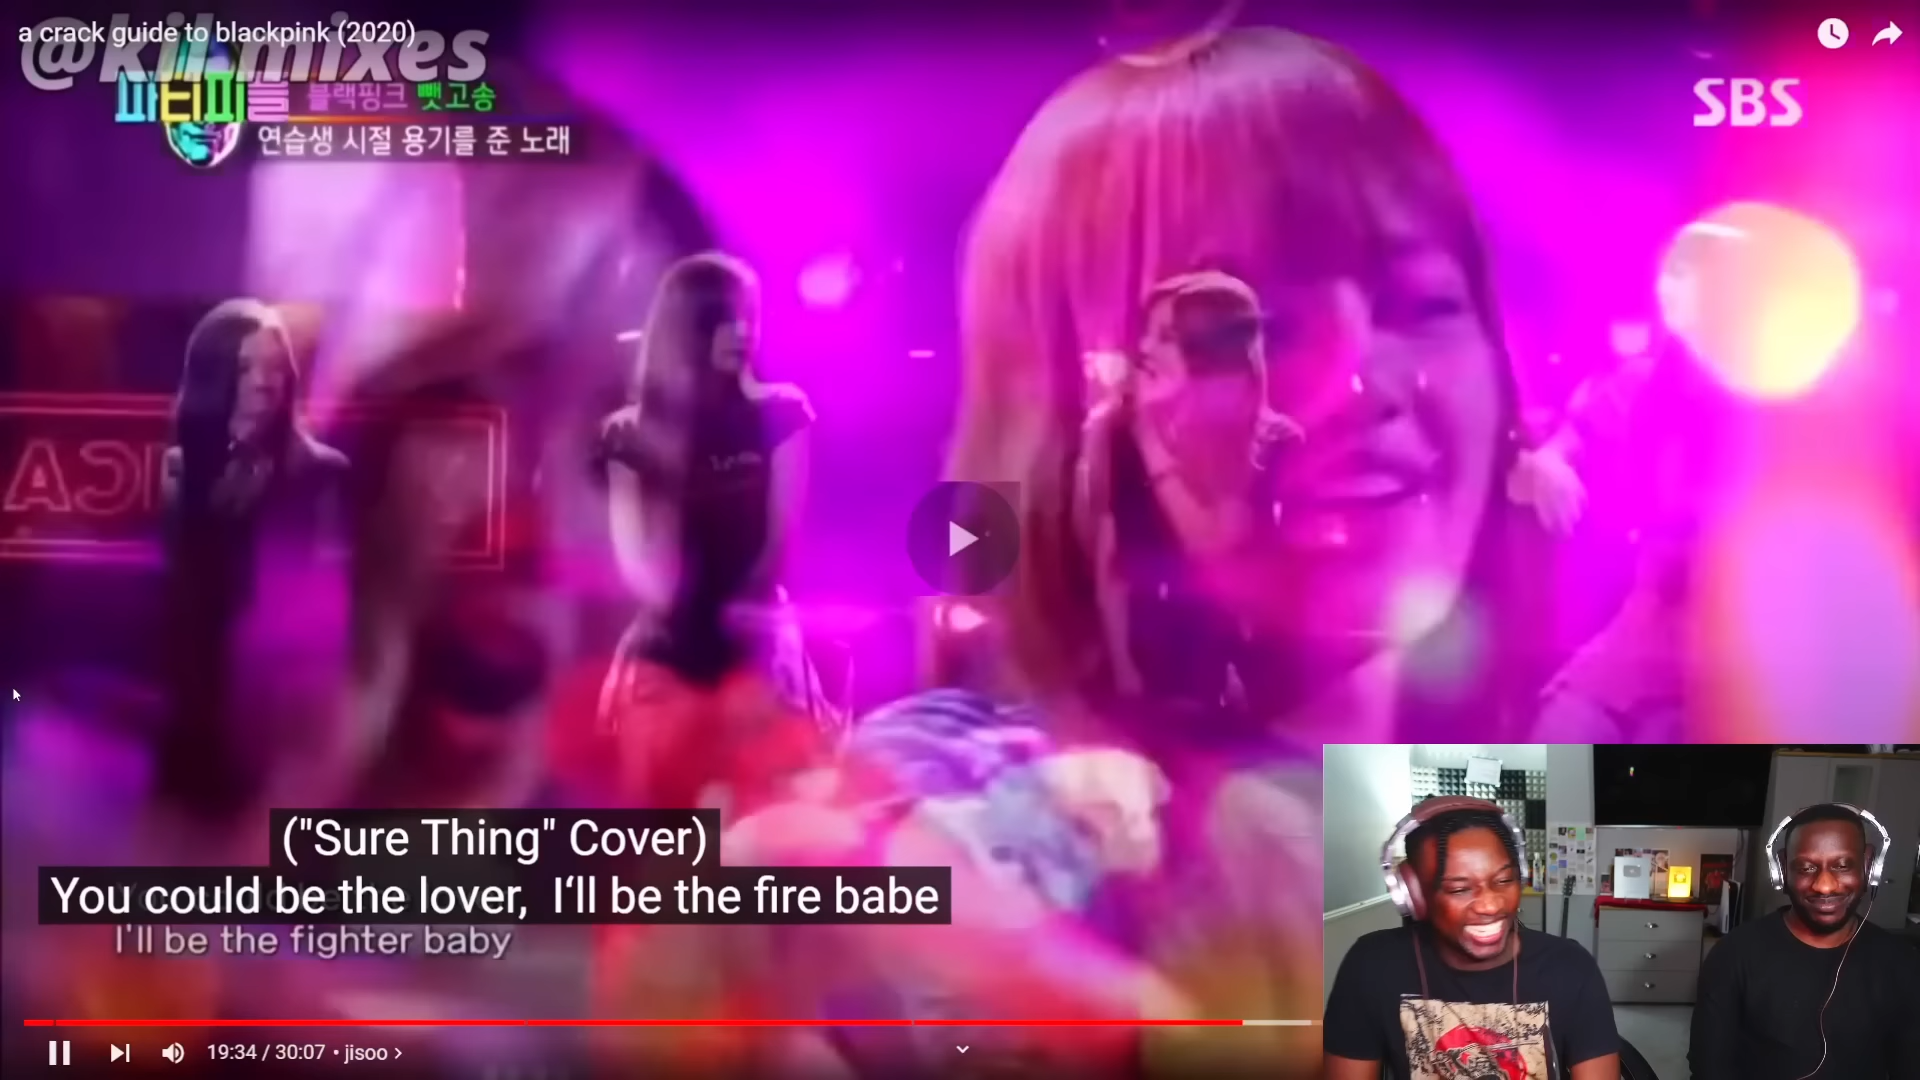 a crack guide to blackpink (2020)
@kil mixes
파티피플 블랙핑크 뺏고송
연습생 시절 용기를 준 노래
SBS
("Sure Thing" Cover)
You could be the lover, I'll be the fire babe
I'll be the fighter baby
19:34 / 30:07 • jisoo